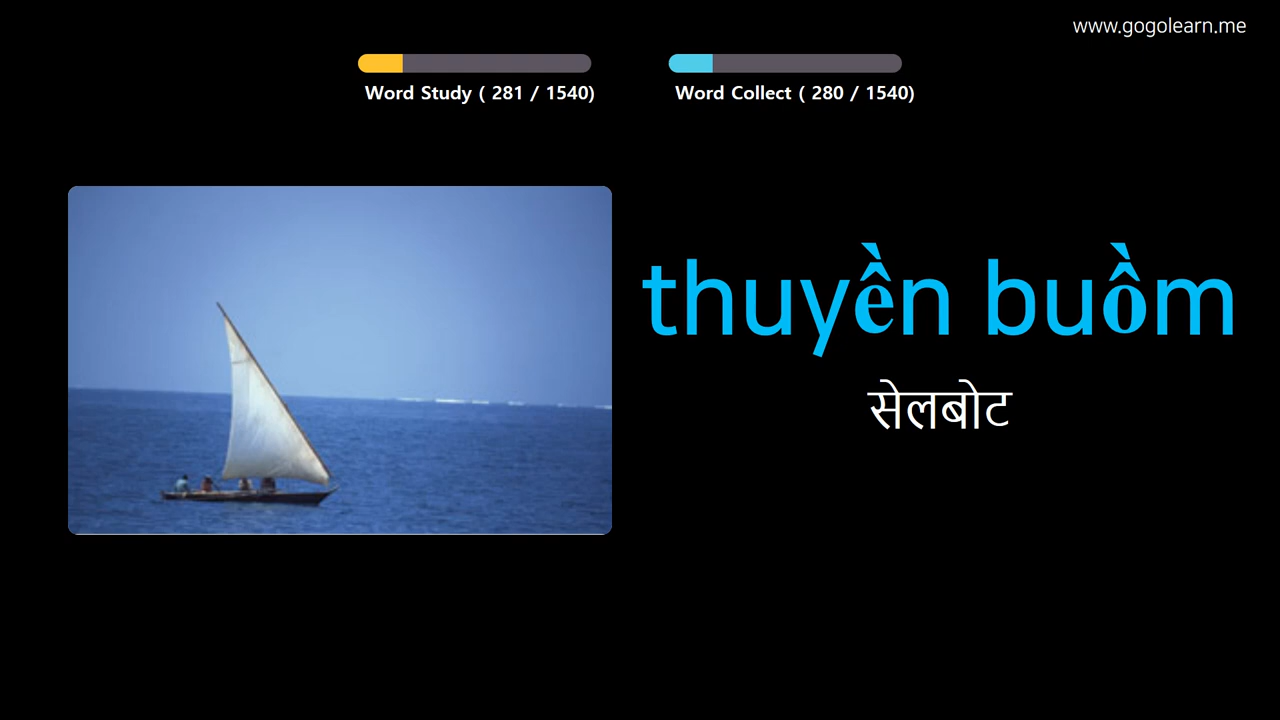 www.gogolearn.me
Word Study ( 281 / 1540)
Word Collect ( 280 / 1540)
thuyền buồm
सेलबोट